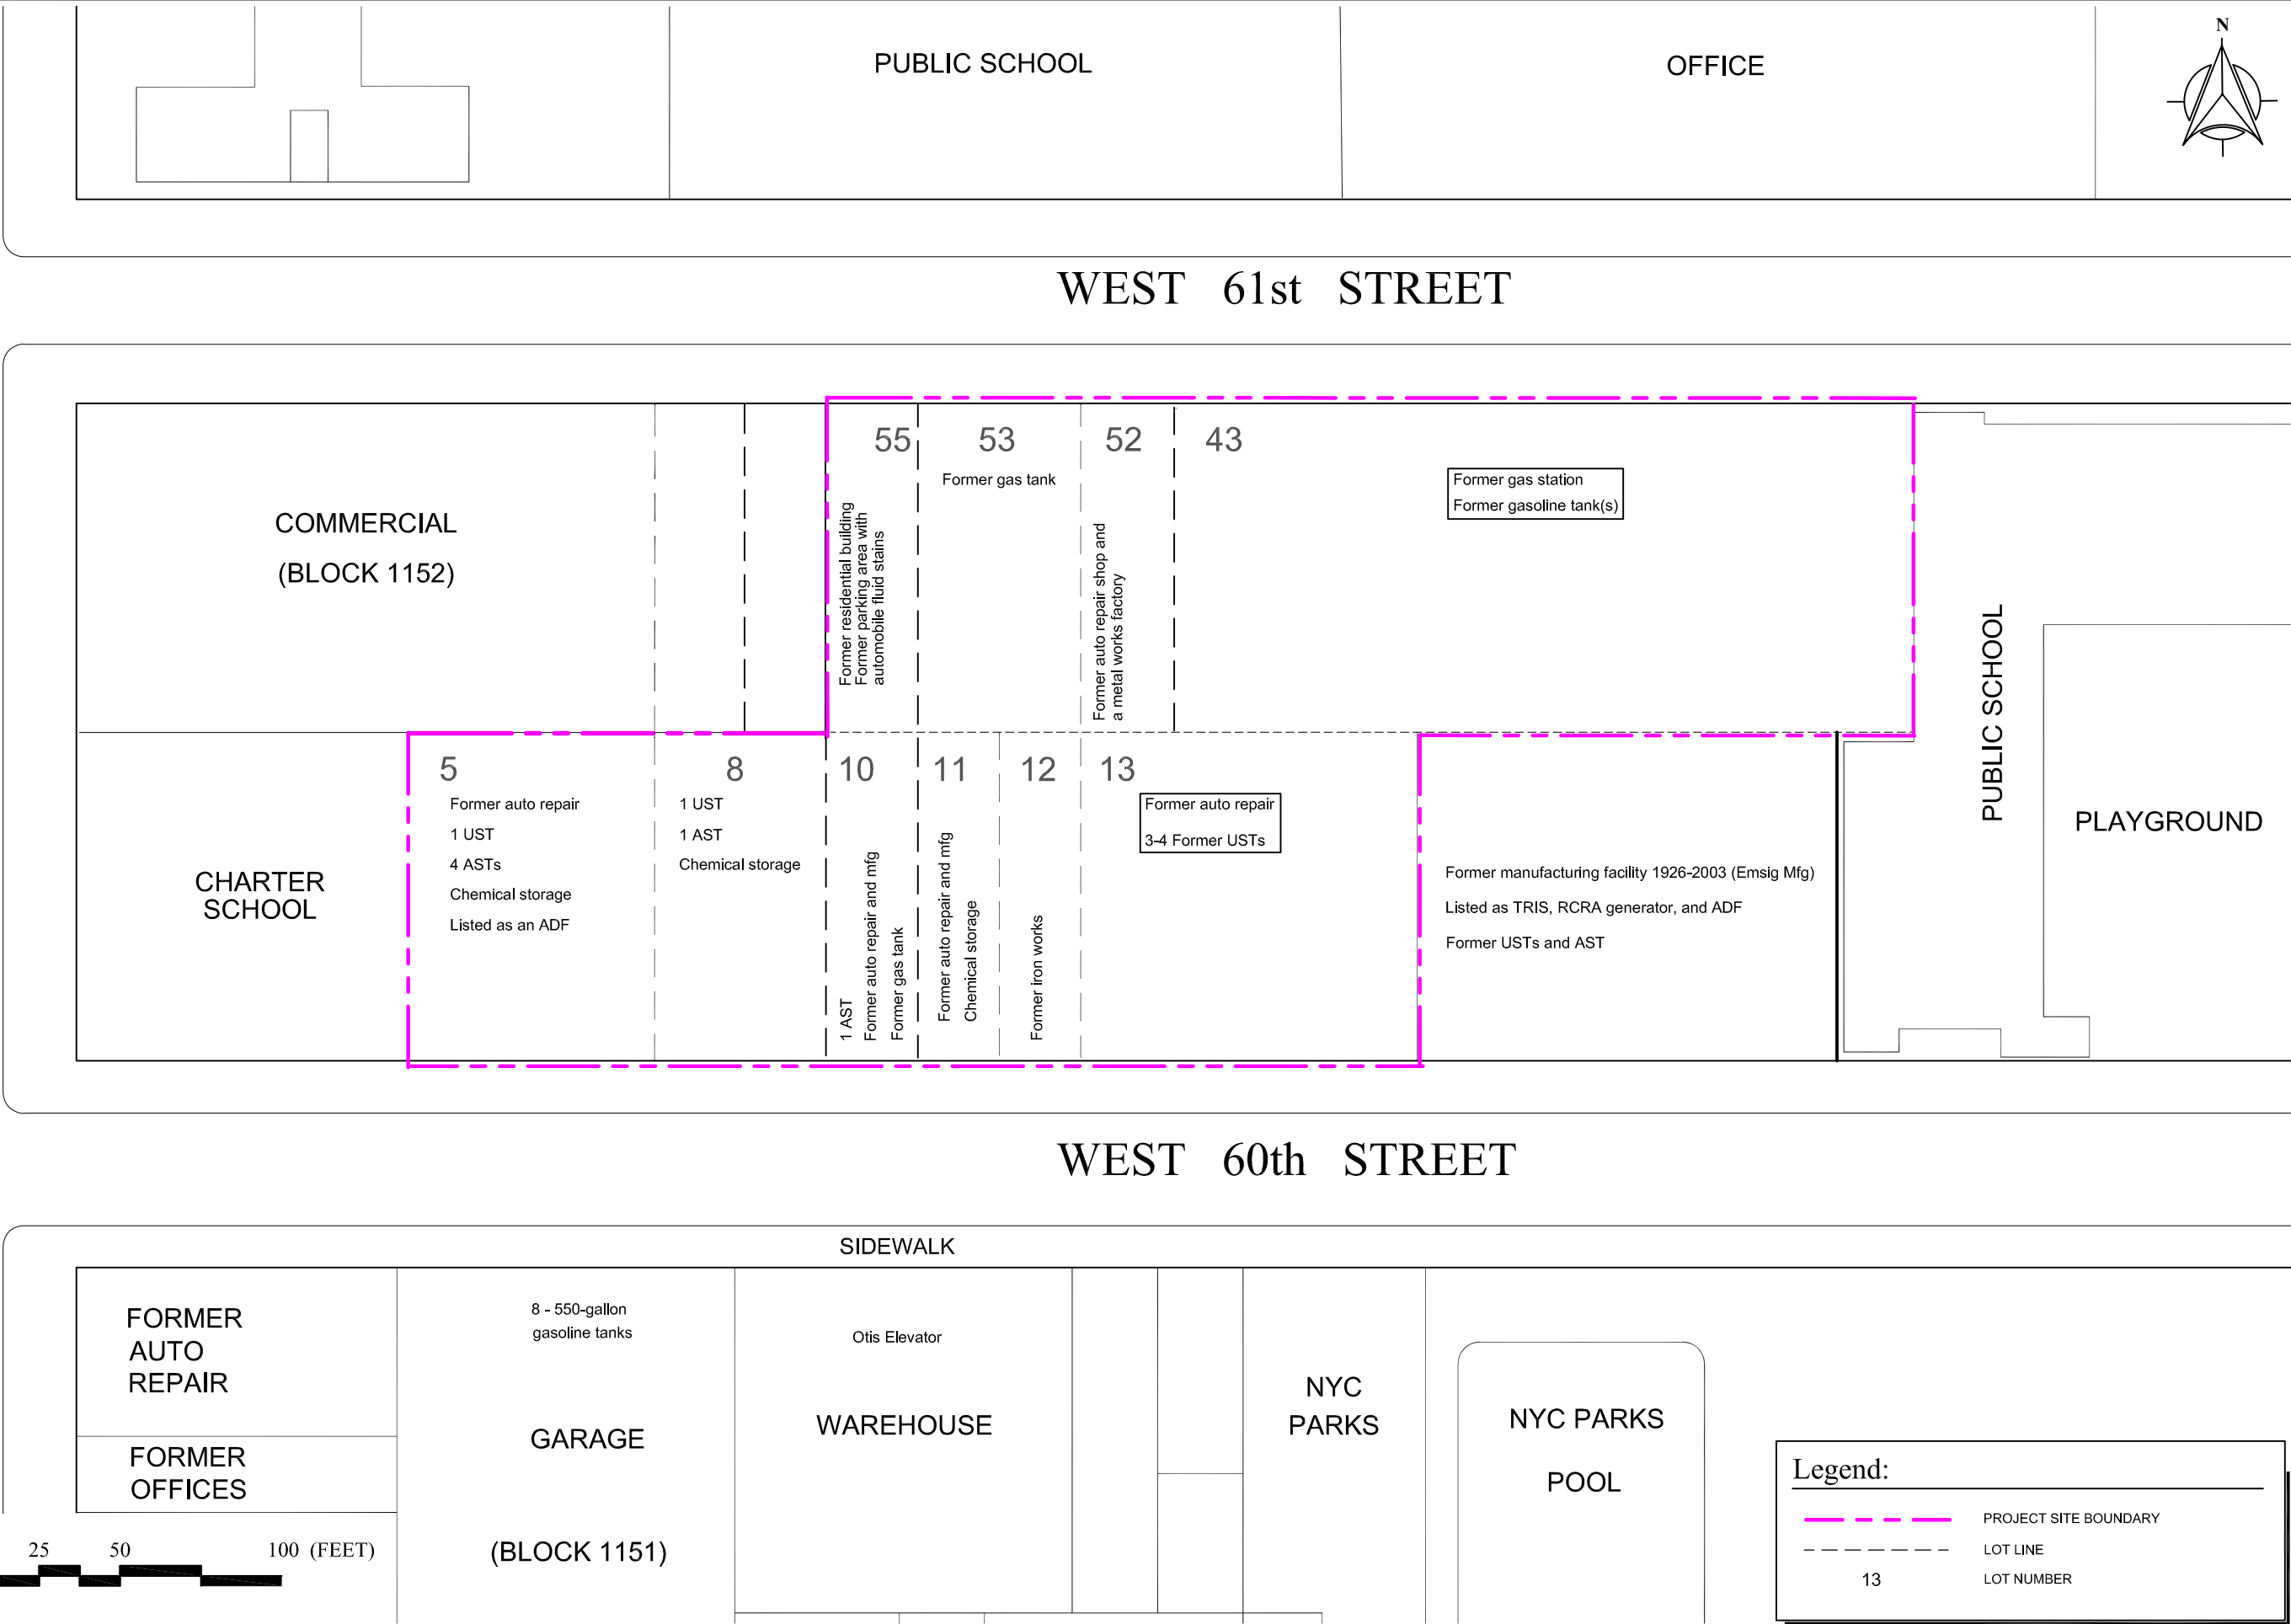 PUBLIC SCHOOL
OFFICE
N
WEST 61st STREET
COMMERCIAL
(BLOCK 1152)
55
53
52
43
Former gas tank
Former gas station
Former gasoline tank(s)
Former residential building
Former parking area with
automobile fluid stains
Former auto repair shop and
a metal works factory
PUBLIC SCHOOL
PLAYGROUND
CHARTER
SCHOOL
5
Former auto repair
1 UST
4 ASTs
Chemical storage
Listed as an ADF
8
1 UST
1 AST
Chemical storage
10
1 AST
Former auto repair and mfg
Former gas tank
11
Former auto repair and mfg
Chemical storage
12
Former iron works
13
Former auto repair
3-4 Former USTs
Former manufacturing facility 1926-2003 (Emsig Mfg)
Listed as TRIS, RCRA generator, and ADF
Former USTs and AST
WEST 60th STREET
SIDEWALK
FORMER
AUTO
REPAIR
FORMER
OFFICES
8 - 550-gallon
gasoline tanks
GARAGE
(BLOCK 1151)
Otis Elevator
WAREHOUSE
NYC
PARKS
NYC PARKS
POOL
25 50 100 (FEET)
Legend:
PROJECT SITE BOUNDARY
LOT LINE
13 LOT NUMBER